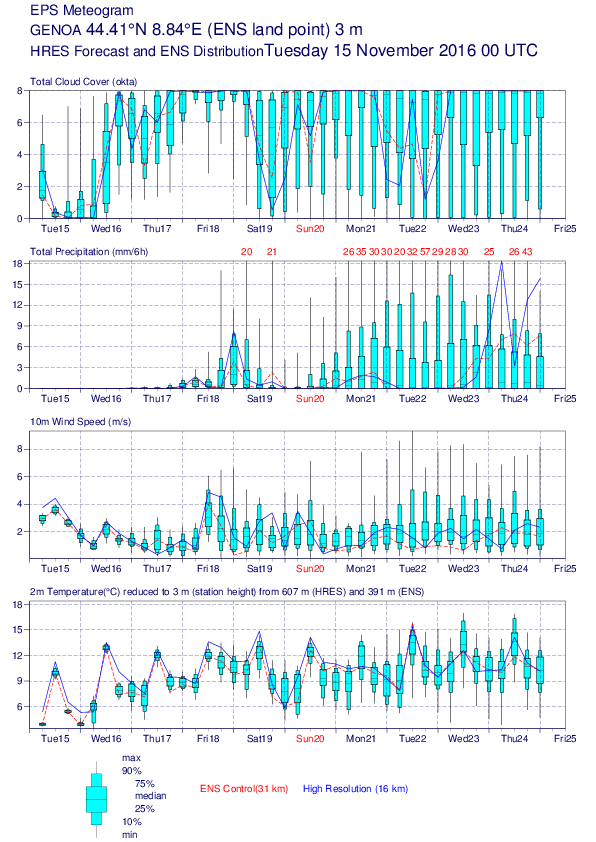 EPS Meteogram
GENOA 44.41°N 8.84°E (ENS land point) 3 m
HRES Forecast and ENS Distribution Tuesday 15 November 2016 00 UTC
Total Cloud Cover (okta)
8
6
4
2
0
Tue15 Wed16 Thu17 Fri18 Sat19 Sun20 Mon21 Tue22 Wed23 Thu24 Fri25
Total Precipitation (mm/6h) 20 21 26 35 30 30 20 32 57 29 28 30 25 26 43
18
15
12
9
6
3
0
Tue15 Wed16 Thu17 Fri18 Sat19 Sun20 Mon21 Tue22 Wed23 Thu24 Fri25
10m Wind Speed (m/s)
8
6
4
2
Tue15 Wed16 Thu17 Fri18 Sat19 Sun20 Mon21 Tue22 Wed23 Thu24 Fri25
2m Temperature(°C) reduced to 3 m (station height) from 607 m (HRES) and 391 m (ENS)
18
15
12
9
6
Tue15 Wed16 Thu17 Fri18 Sat19 Sun20 Mon21 Tue22 Wed23 Thu24 Fri25
max
90%
75%
median
25%
10%
min
ENS Control(31 km) High Resolution (16 km)